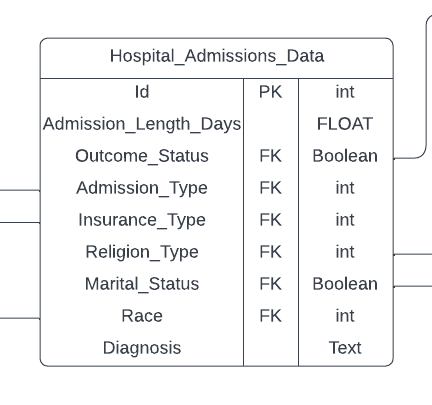 Hospital_Admissions_Data
Id PK int
Admission_Length_Days FLOAT
Outcome_Status FK Boolean
Admission_Type FK int
Insurance_Type FK int
Religion_Type FK int
Marital_Status FK Boolean
Race FK int
Diagnosis Text